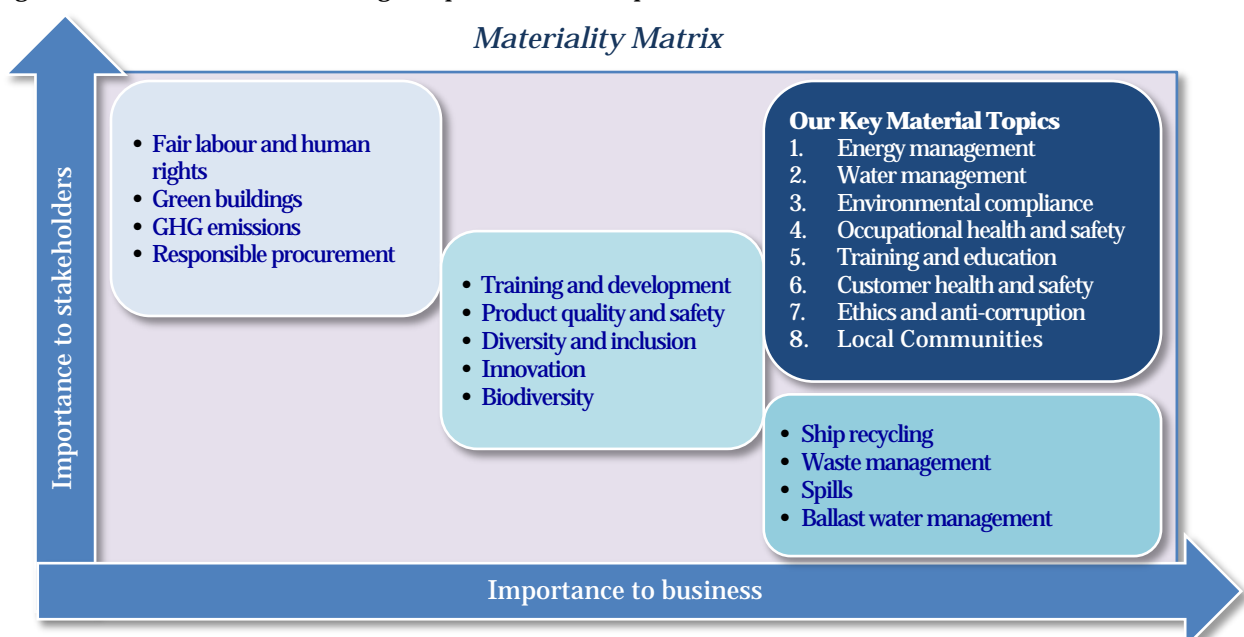 Materiality Matrix
Importance to stakeholders
• Fair labour and human
rights
• Green buildings
• GHG emissions
• Responsible procurement
• Training and development
• Product quality and safety
• Diversity and inclusion
• Innovation
• Biodiversity
Our Key Material Topics
1. Energy management
2. Water management
3. Environmental compliance
4. Occupational health and safety
5. Training and education
6. Customer health and safety
7. Ethics and anti-corruption
8. Local Communities
• Ship recycling
• Waste management
• Spills
• Ballast water management
Importance to business